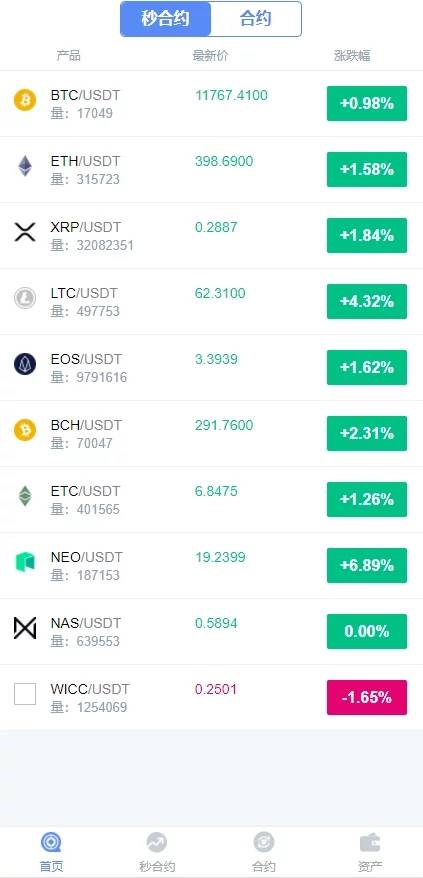 秒合约 合约
产品 最新价 涨跌幅
BTC/USDT 11767.4100 +0.98%
量：17049
ETH/USDT 398.6900 +1.58%
量：315723
XRP/USDT 0.2887 +1.84%
量：32082351
LTC/USDT 62.3100 +4.32%
量：497753
EOS/USDT 3.3939 +1.62%
量：9791616
BCH/USDT 291.7600 +2.31%
量：70047
ETC/USDT 6.8475 +1.26%
量：401565
NEO/USDT 19.2399 +6.89%
量：187153
NAS/USDT 0.5894 0.00%
量：639553
WICC/USDT 0.2501 -1.65%
量：1254069
首页 秒合约 合约 资产